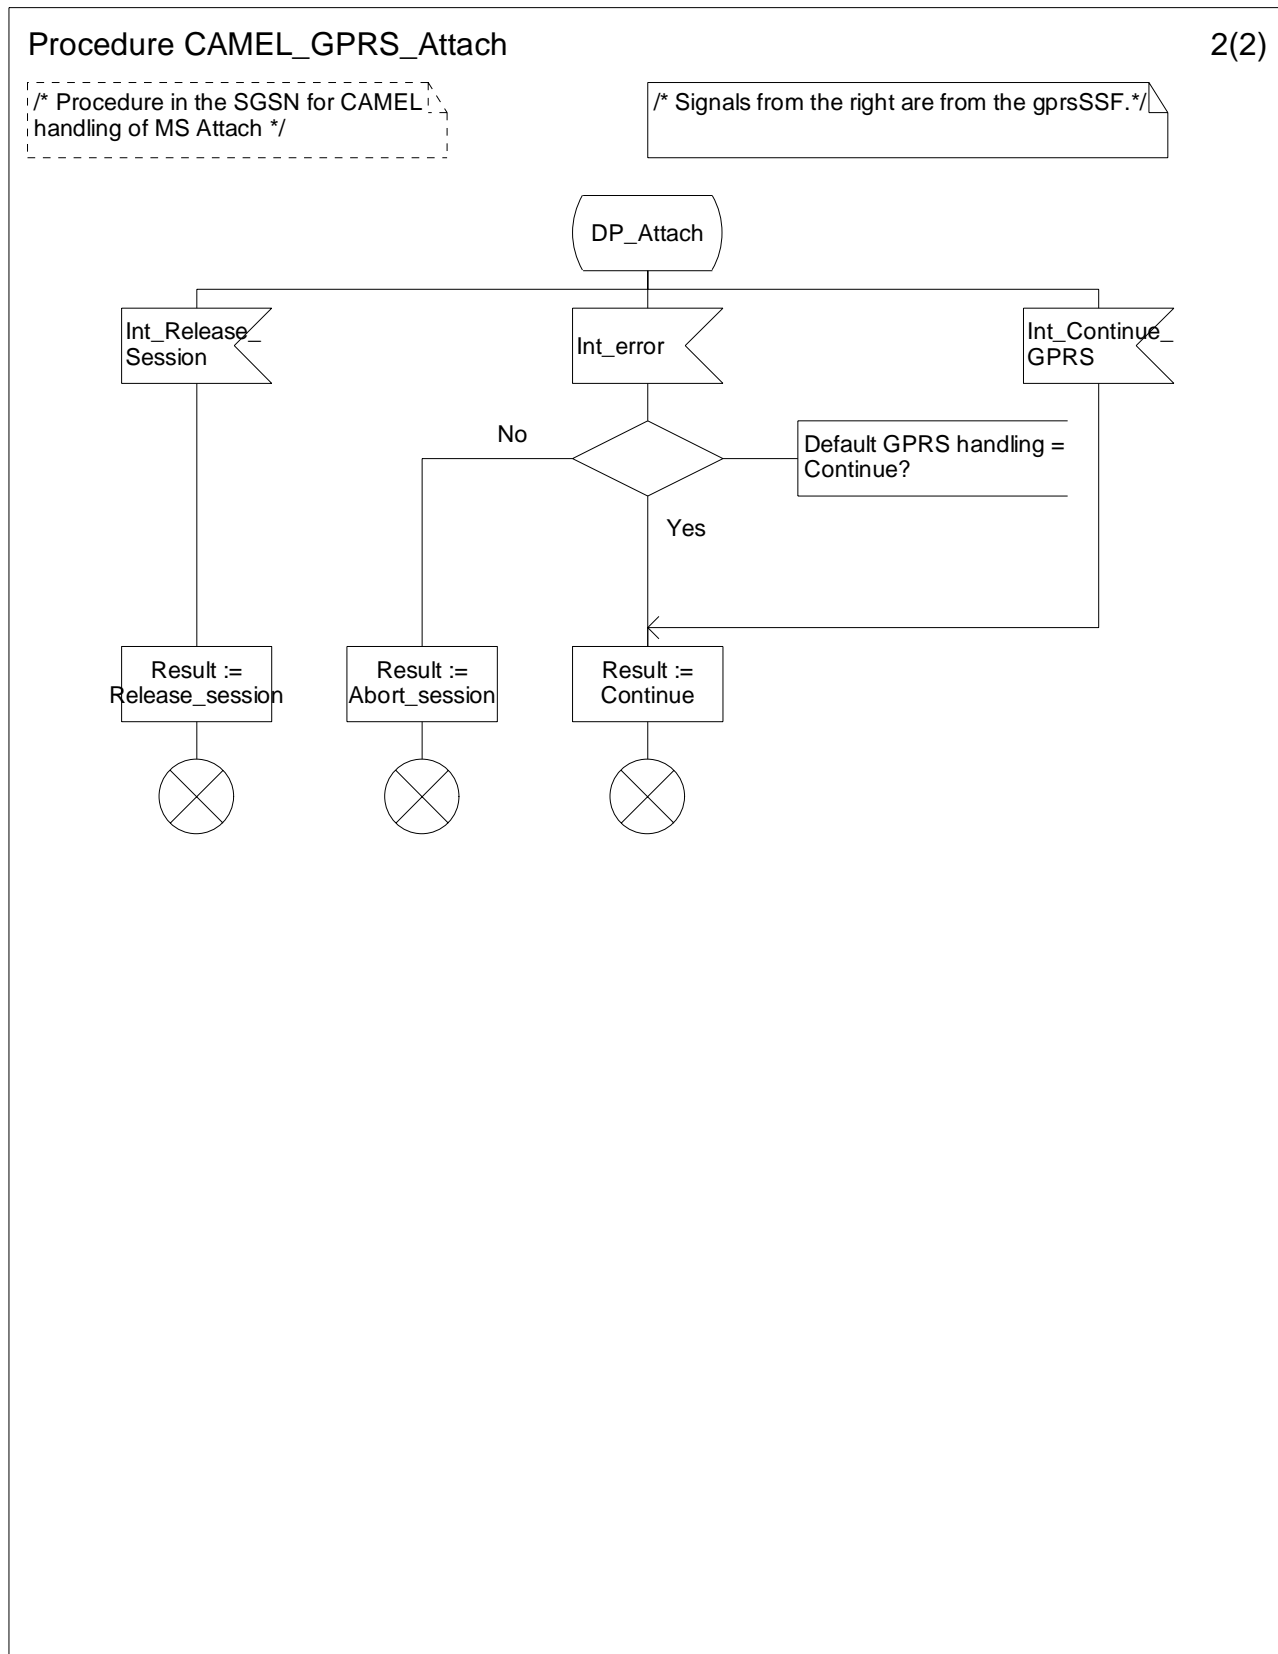 Procedure CAMEL_GPRS_Attach
2(2)
/* Procedure in the SGSN for CAMEL
handling of MS Attach */
/* Signals from the right are from the gprsSSF.*/
DP_Attach
Int_Release_
Session
Int_error
Int_Continue_
GPRS
No
Default GPRS handling =
Continue?
Yes
Result :=
Release_session
Result :=
Abort_session
Result :=
Continue